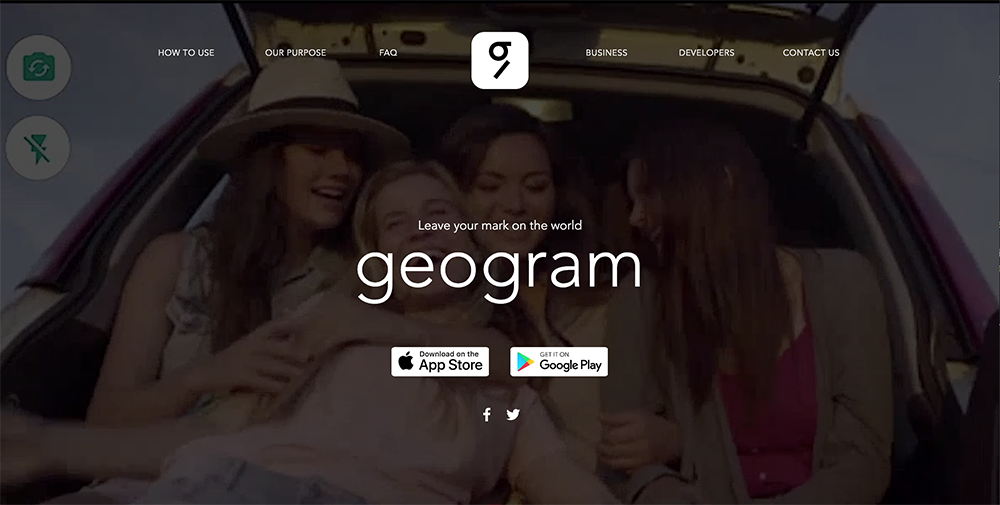 HOW TO USE
OUR PURPOSE
FAQ
g
BUSINESS
DEVELOPERS
CONTACT US
Leave your mark on the world
geogram
Download on the
App Store
GET IT ON
Google Play